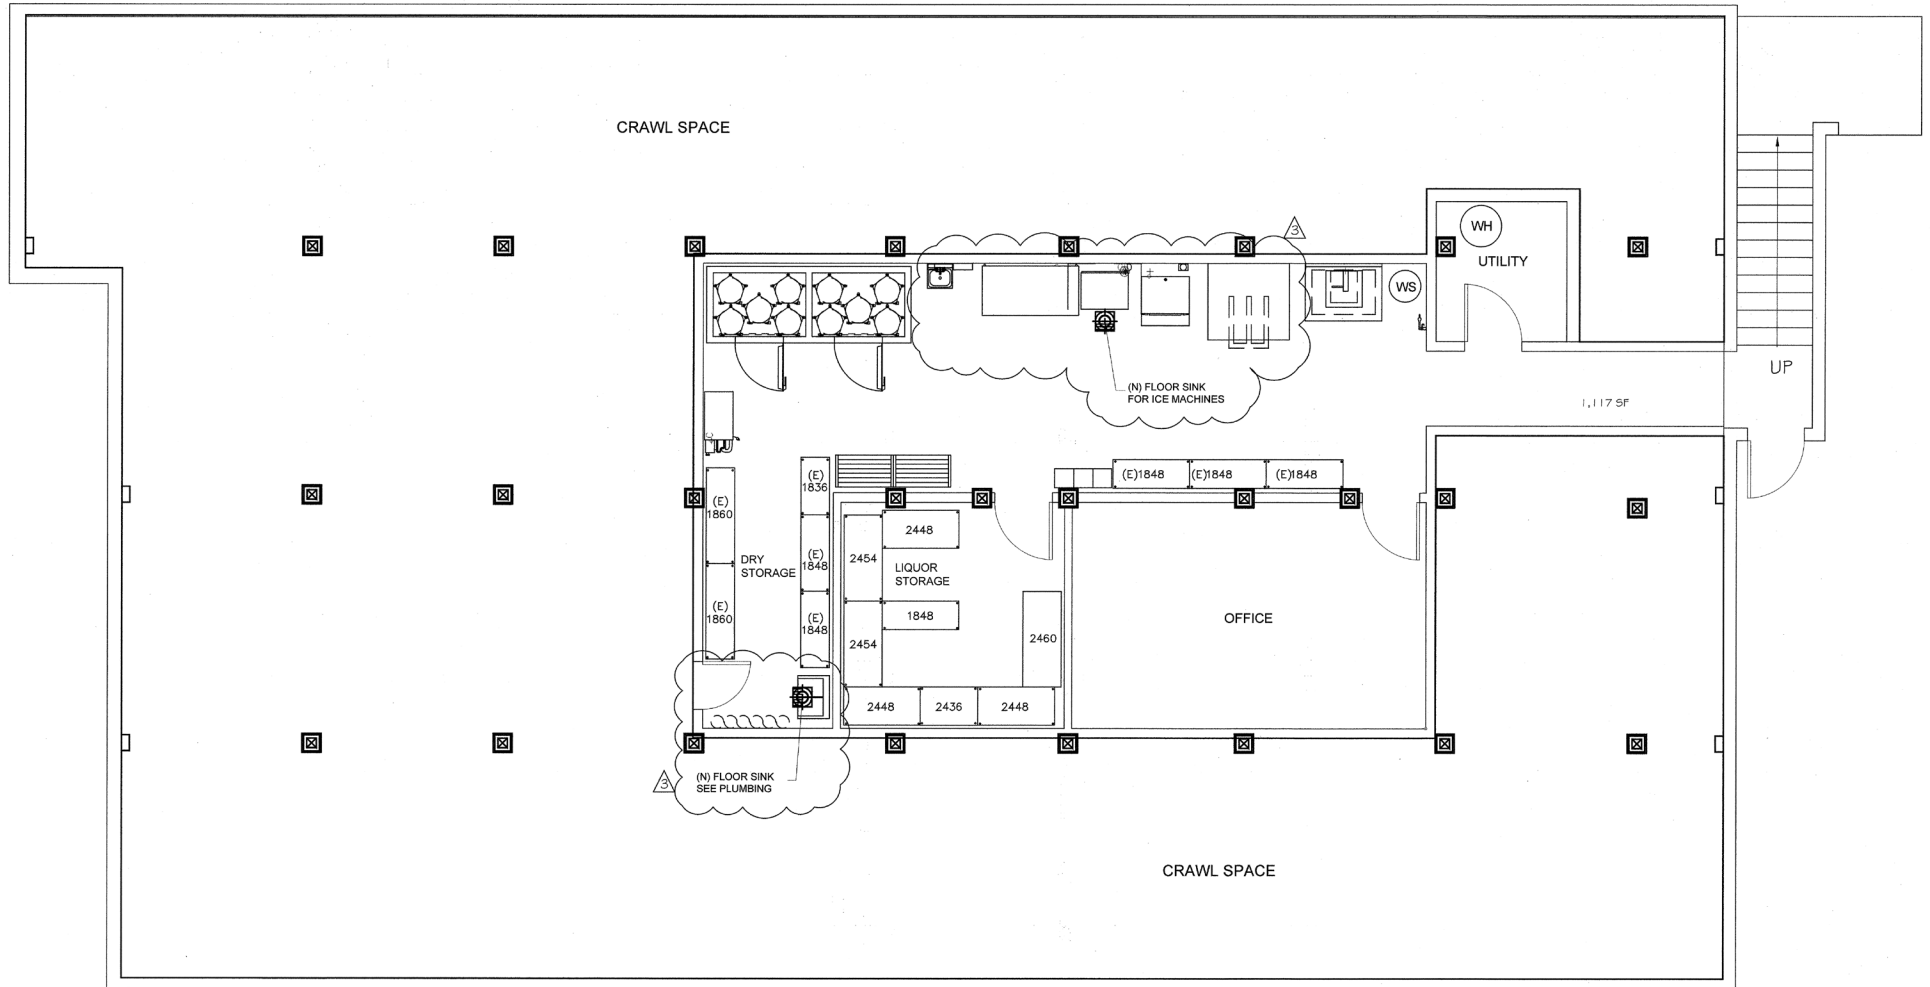 CRAWL SPACE
3
WH
UTILITY
WS
UP
(N) FLOOR SINK
FOR ICE MACHINES
1,117 SF
(E)
1836
(E)1848
(E)1848
(E)1848
(E)
1860
2448
2454
DRY
STORAGE
(E)
1848
LIQUOR
STORAGE
(E)
1860
(E)
1848
1848
OFFICE
2454
2460
2448
2436
2448
3
(N) FLOOR SINK
SEE PLUMBING
CRAWL SPACE